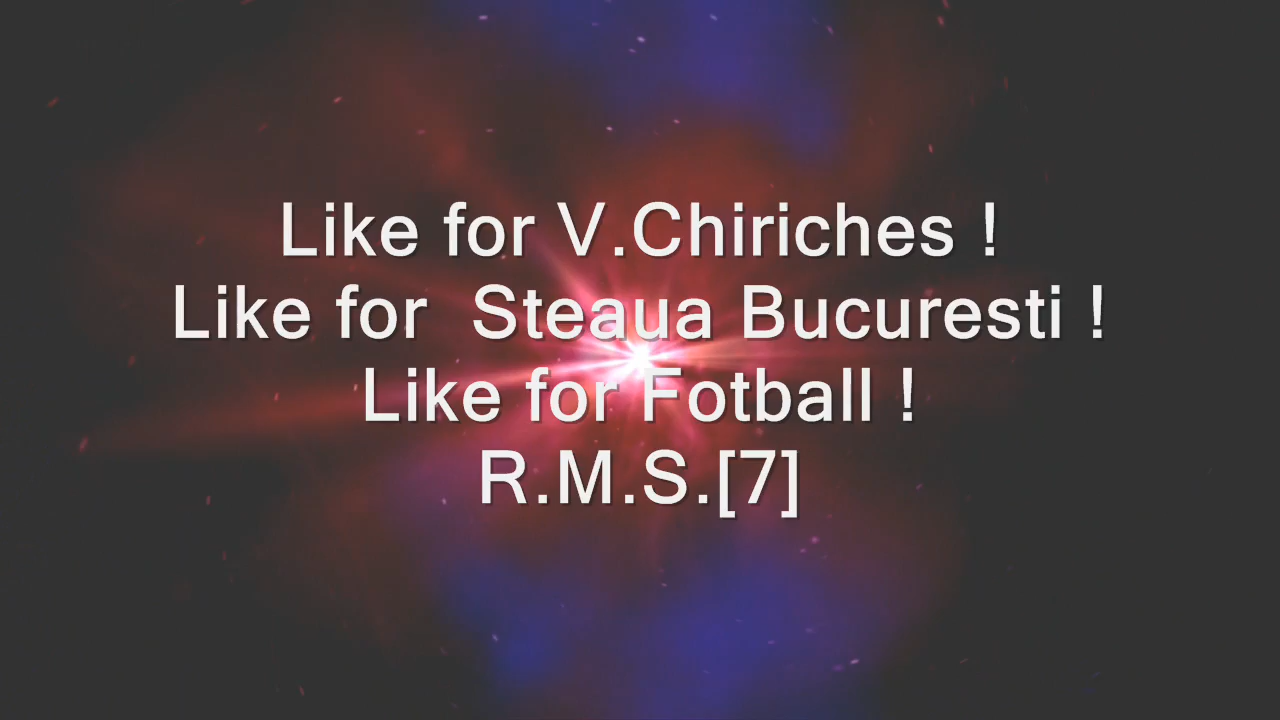 Like for V.Chiriches !
Like for  Steaua Bucuresti !
Like for Fotball !
R.M.S.[7]